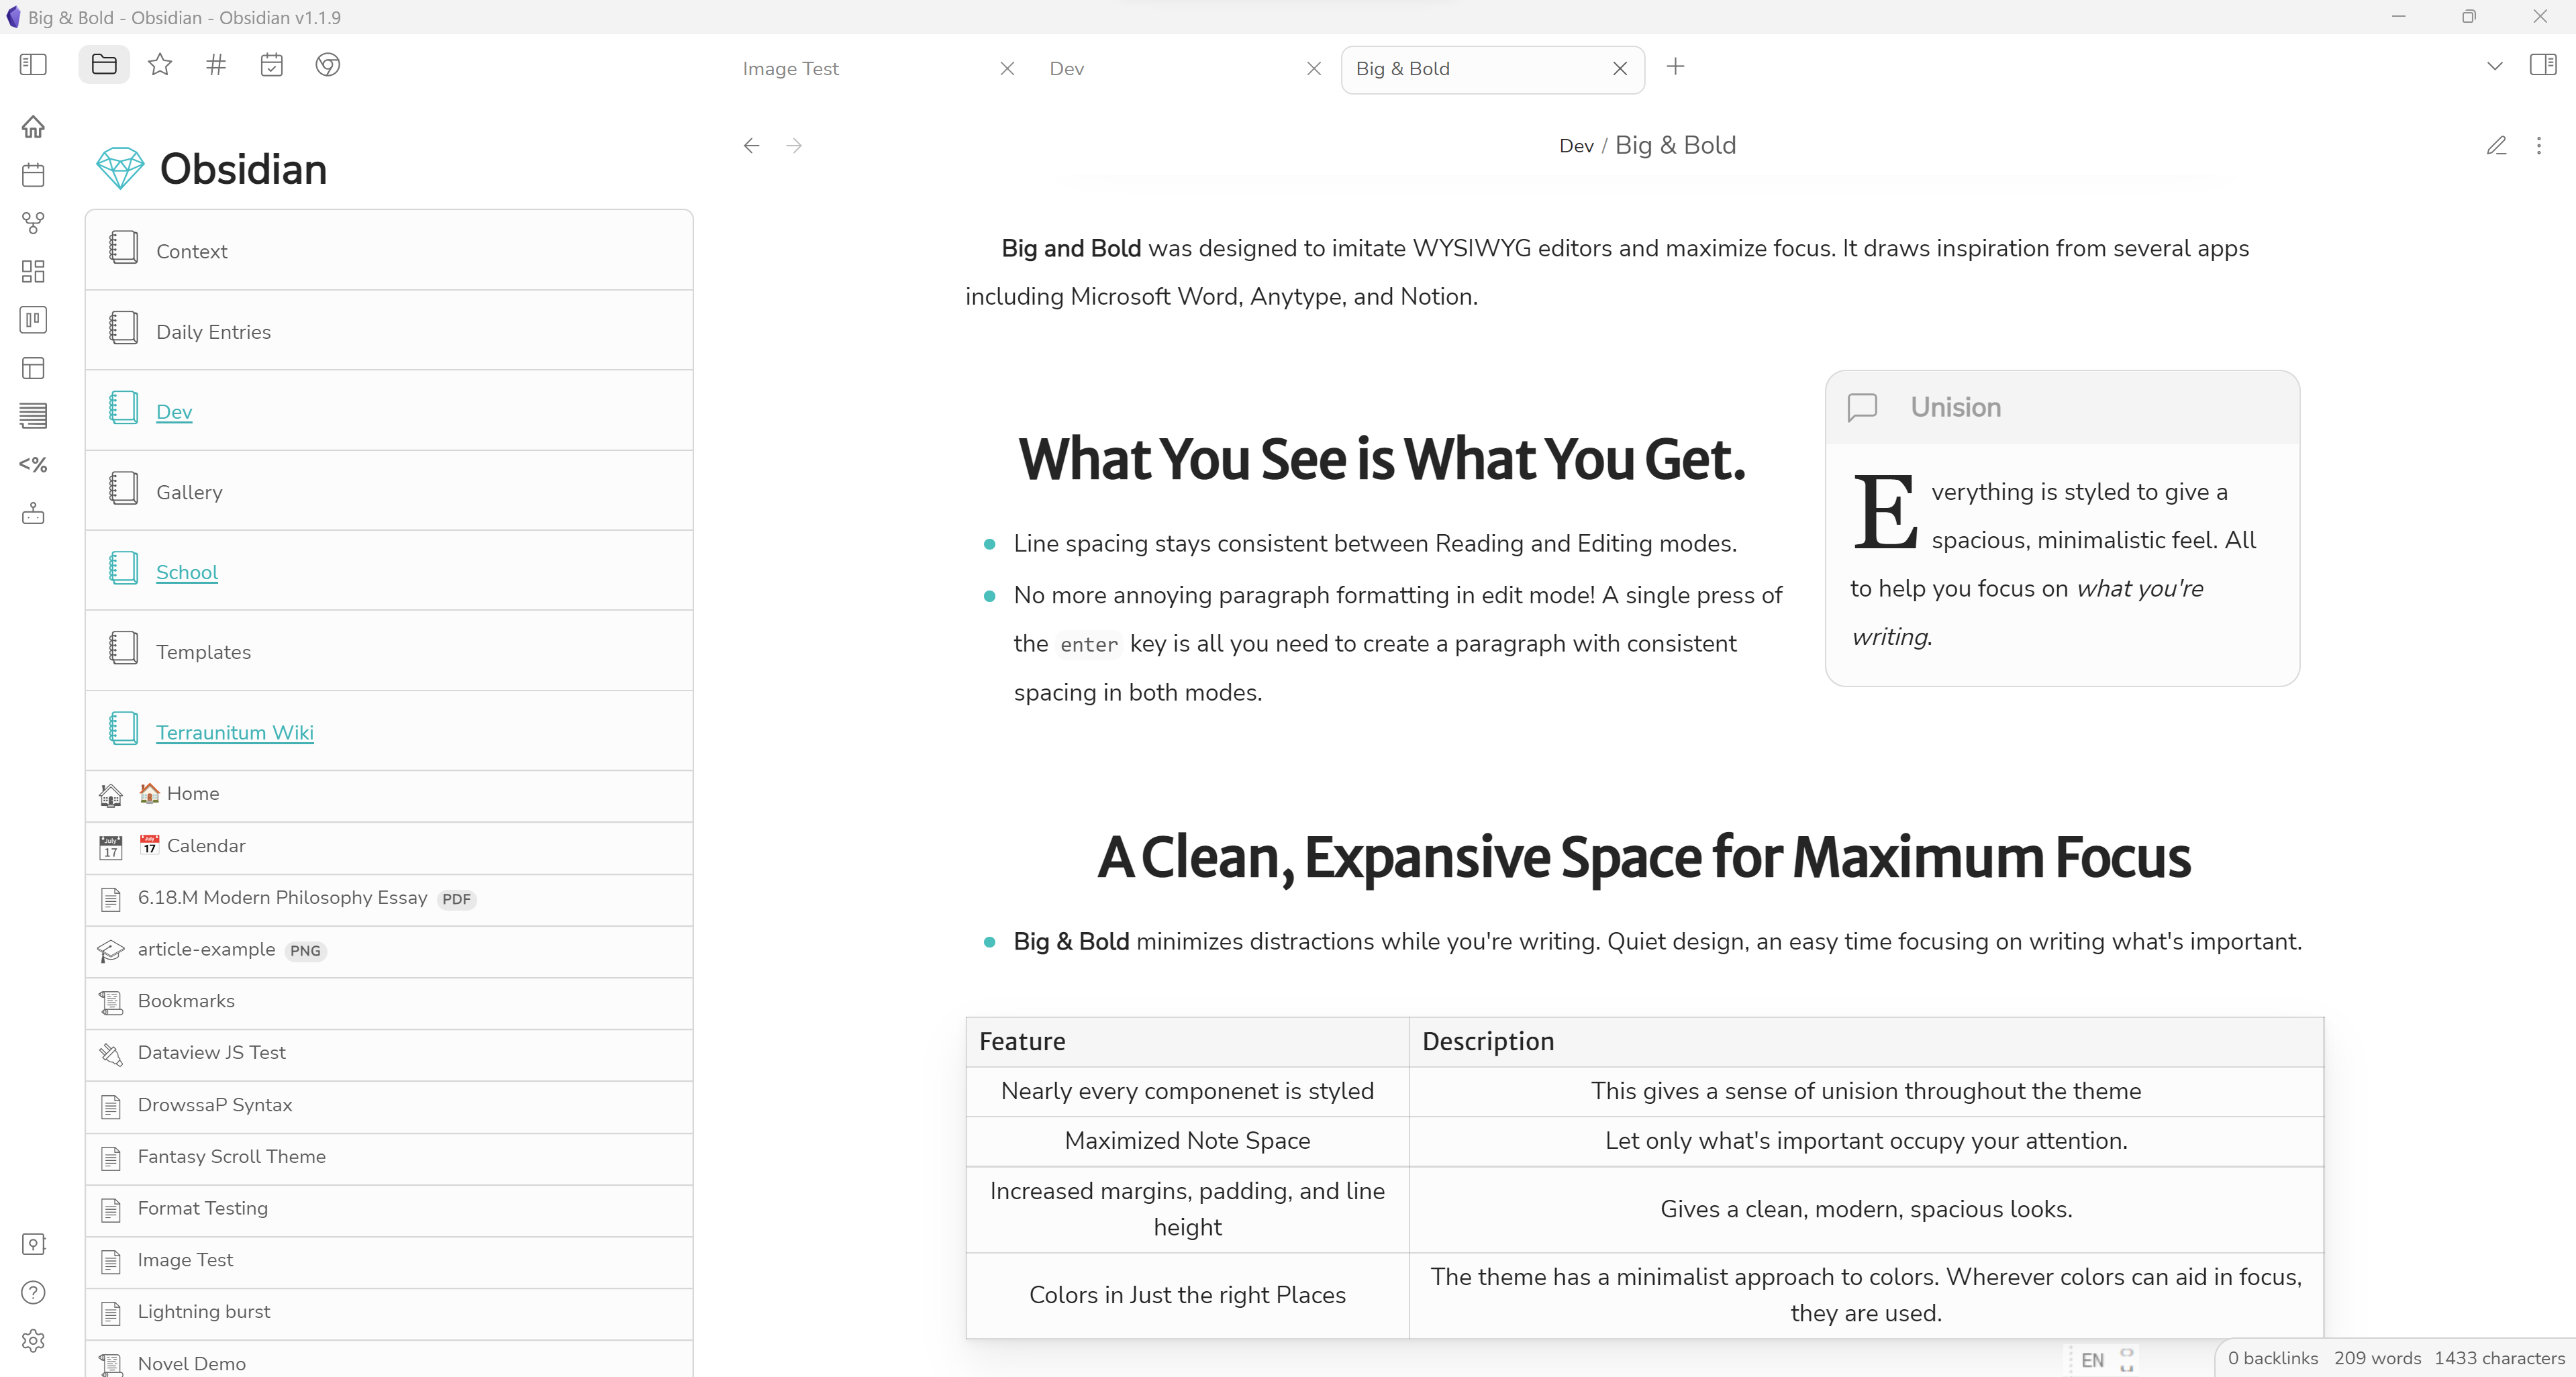 Big & Bold - Obsidian - Obsidian v1.1.9
Image Test
Dev
Big & Bold
Dev / Big & Bold
<%
Obsidian
Context
Daily Entries
Dev
Gallery
School
Templates
Terraunitum Wiki
🏠 Home
July
17
📅 Calendar
6.18.M Modern Philosophy Essay PDF
article-example PNG
Bookmarks
Dataview JS Test
DrowssaP Syntax
Fantasy Scroll Theme
Format Testing
Image Test
Lightning burst
Novel Demo
Big and Bold was designed to imitate WYSIWYG editors and maximize focus. It draws inspiration from several apps
including Microsoft Word, Anytype, and Notion.
What You See is What You Get.
Line spacing stays consistent between Reading and Editing modes.
No more annoying paragraph formatting in edit mode! A single press of
the enter key is all you need to create a paragraph with consistent
spacing in both modes.
Unision
Everything is styled to give a
spacious, minimalistic feel. All
to help you focus on what you're
writing.
A Clean, Expansive Space for Maximum Focus
Big & Bold minimizes distractions while you're writing. Quiet design, an easy time focusing on writing what's important.
Feature Description
Nearly every componenet is styled This gives a sense of unision throughout the theme
Maximized Note Space Let only what's important occupy your attention.
Increased margins, padding, and line
height
Gives a clean, modern, spacious looks.
Colors in Just the right Places
The theme has a minimalist approach to colors. Wherever colors can aid in focus,
they are used.
EN
0 backlinks 209 words 1433 characters